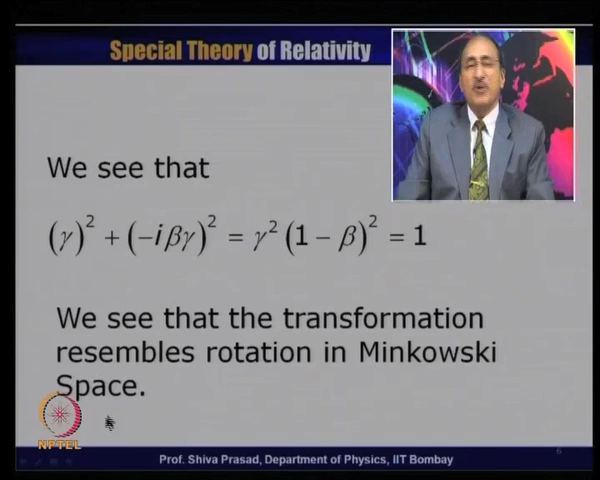 Special Theory of Relativity
We see that
(γ)² + (-iβγ)² = γ² (1 - β)² = 1
We see that the transformation
resembles rotation in Minkowski
Space.
NPTEL
6
Prof. Shiva Prasad, Department of Physics, IIT Bombay